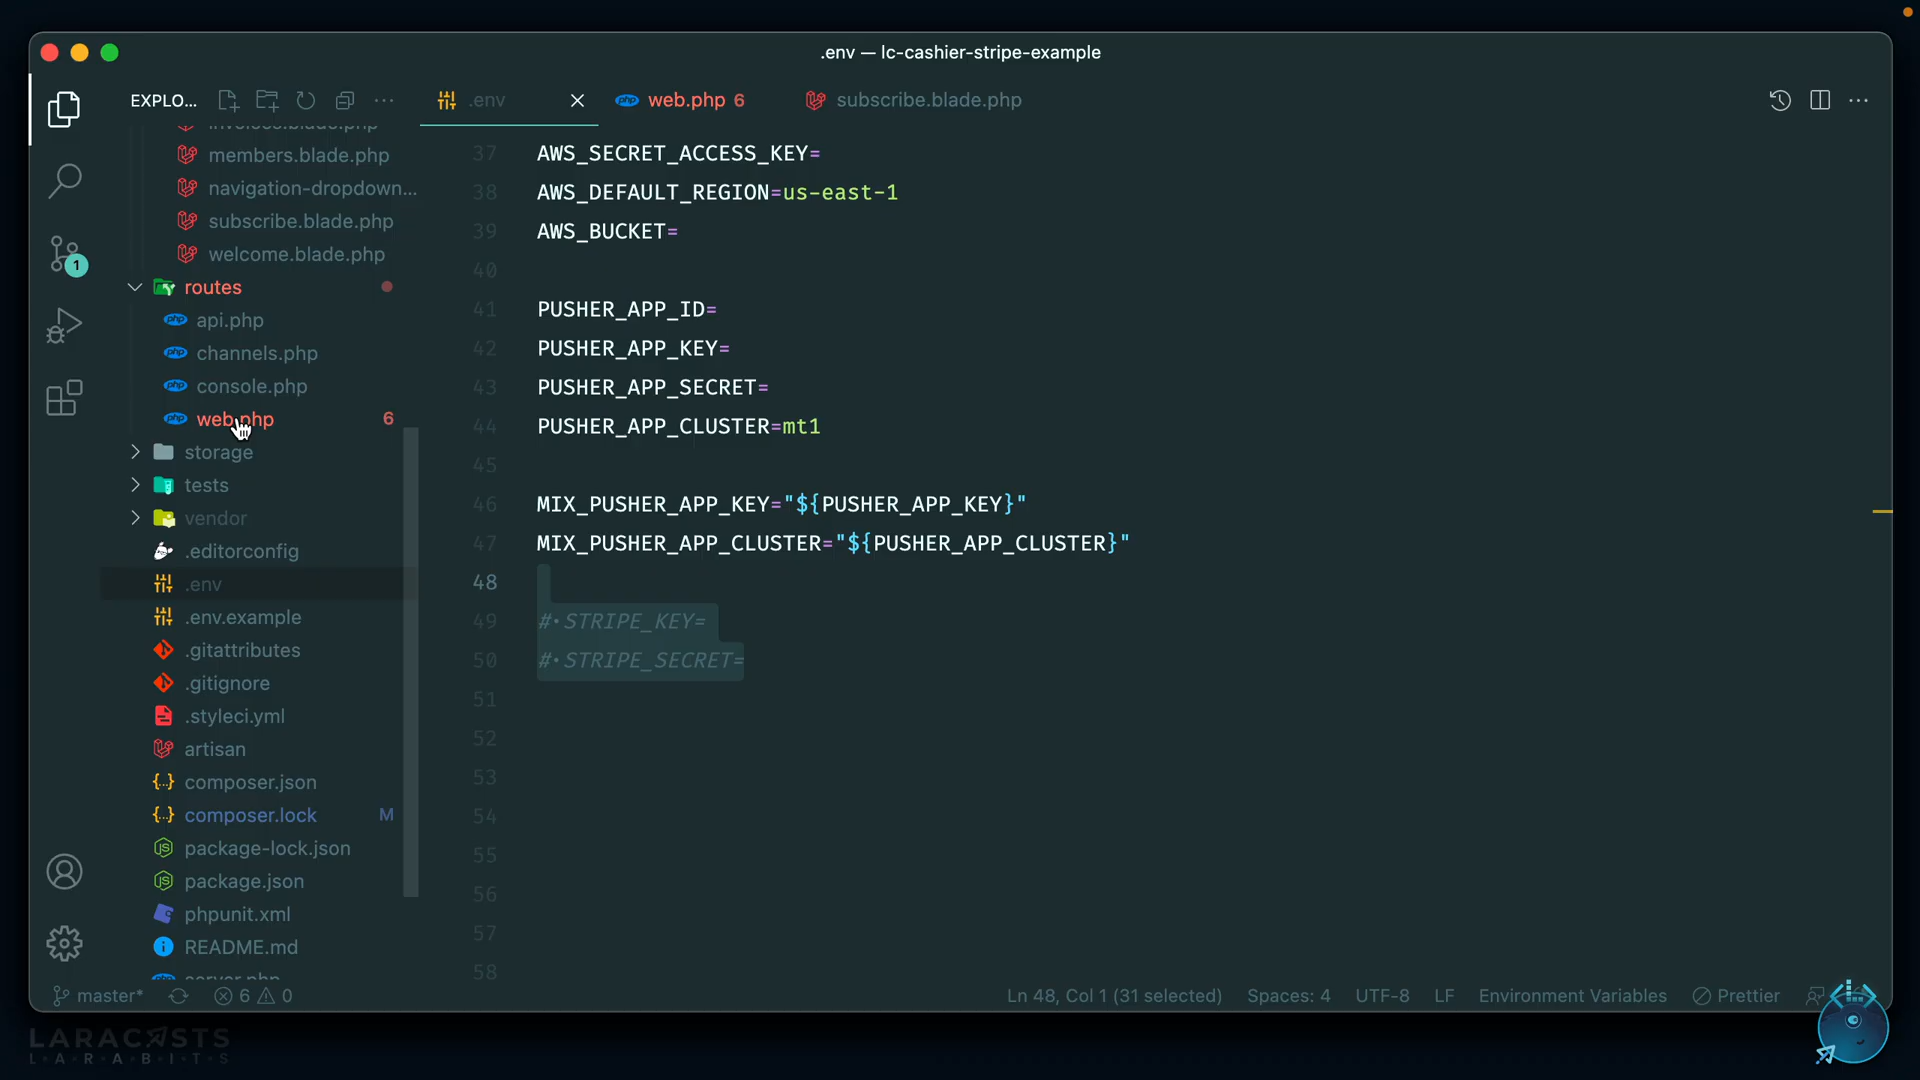 .env — lc-cashier-stripe-example
EXPLO...
.env
web.php 6
subscribe.blade.php
invoices.blade.php
members.blade.php
navigation-dropdown...
subscribe.blade.php
welcome.blade.php
routes
api.php
channels.php
console.php
web.php 6
storage
tests
vendor
.editorconfig
.env
.env.example
.gitattributes
.gitignore
.styleci.yml
artisan
composer.json
composer.lock M
package-lock.json
package.json
phpunit.xml
README.md
server.php
1
37 AWS_SECRET_ACCESS_KEY=
38 AWS_DEFAULT_REGION=us-east-1
39 AWS_BUCKET=
40
41 PUSHER_APP_ID=
42 PUSHER_APP_KEY=
43 PUSHER_APP_SECRET=
44 PUSHER_APP_CLUSTER=mt1
45
46 MIX_PUSHER_APP_KEY="${PUSHER_APP_KEY}"
47 MIX_PUSHER_APP_CLUSTER="${PUSHER_APP_CLUSTER}"
48
49 # STRIPE_KEY=
50 # STRIPE_SECRET=
51
52
53
54
55
56
57
58
master* 6 0 Ln 48, Col 1 (31 selected) Spaces: 4 UTF-8 LF Environment Variables Prettier
LARACASTS
L·A·R·A·B·I·T·S